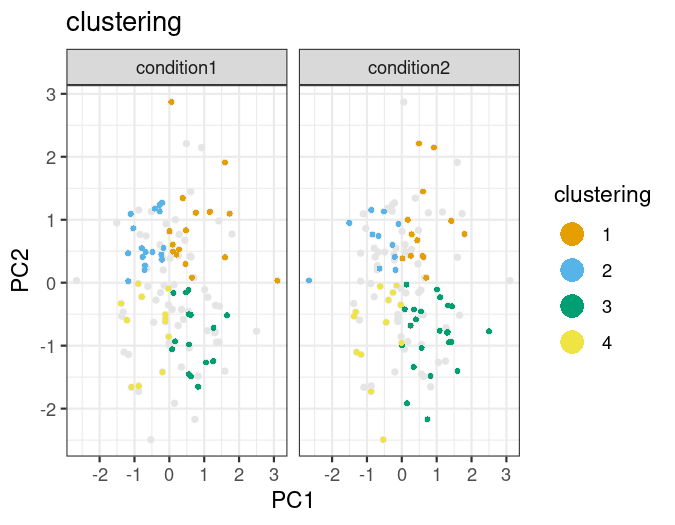 clustering
condition1 condition2
3
2
1
0
-1
-2
PC2
-2 -1 0 1 2 3 -2 -1 0 1 2 3
PC1
clustering
1
2
3
4